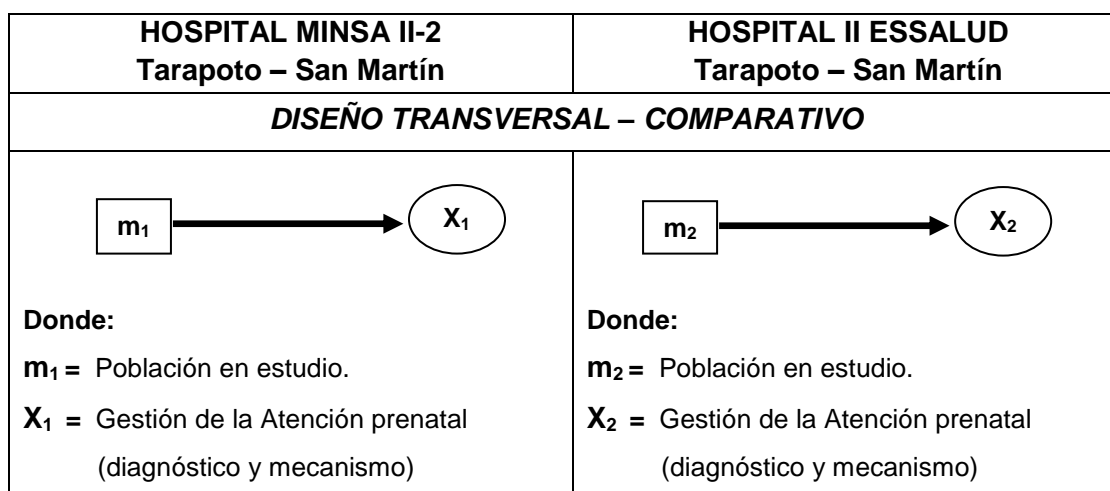 HOSPITAL MINSA II-2
Tarapoto – San Martín
HOSPITAL II ESSALUD
Tarapoto – San Martín
DISEÑO TRANSVERSAL – COMPARATIVO
m₁
X₁
Donde:
m₁ = Población en estudio.
X₁ = Gestión de la Atención prenatal
(diagnóstico y mecanismo)
m₂
X₂
Donde:
m₂ = Población en estudio.
X₂ = Gestión de la Atención prenatal
(diagnóstico y mecanismo)